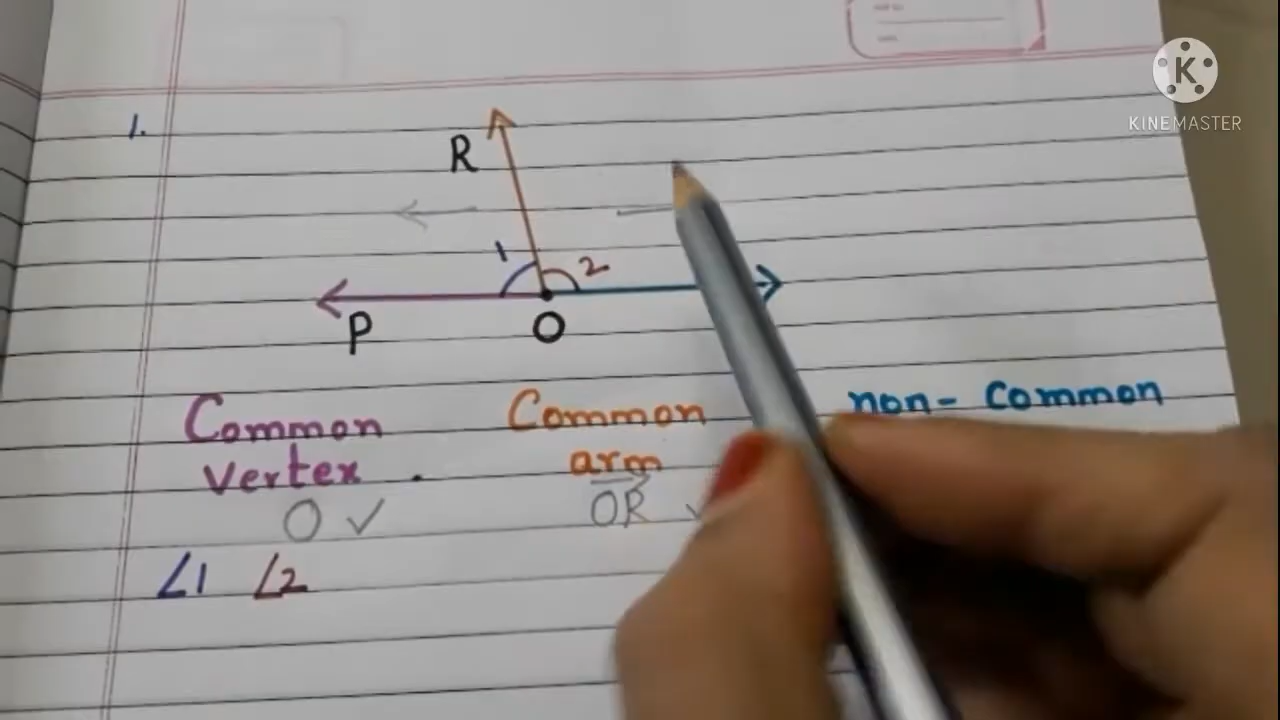 K
KINEMASTER
1.
R
1
2
P
O
Common
vertex
O ✓
Common
arm
OR
non- Common
∠1 ∠2